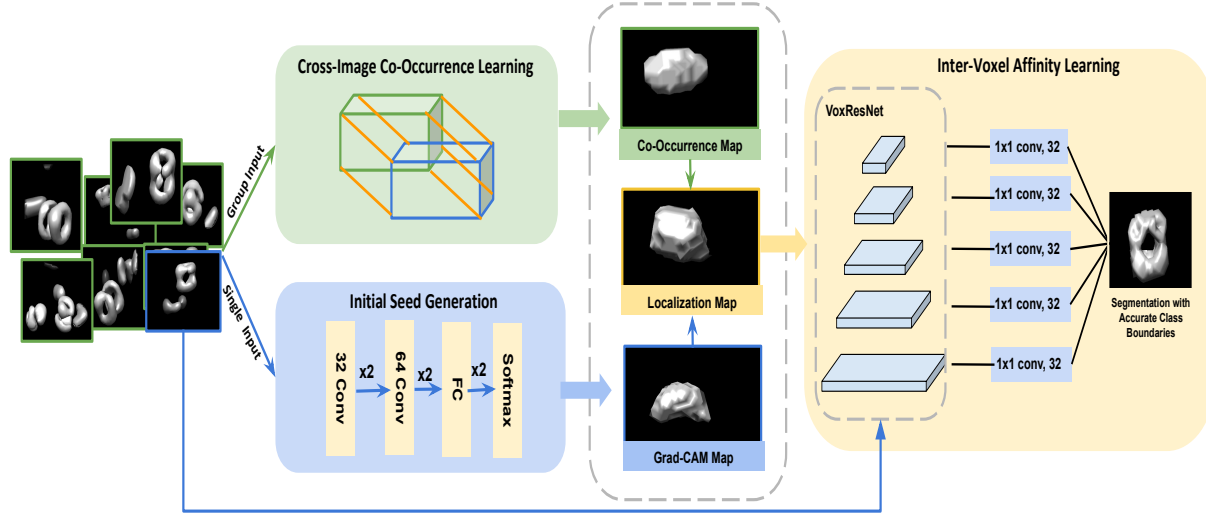 Group Input
Single Input
Cross-Image Co-Occurrence Learning
Initial Seed Generation
32 Conv
x2
64 Conv
x2
FC
x2
Softmax
Co-Occurrence Map
Localization Map
Grad-CAM Map
Inter-Voxel Affinity Learning
VoxResNet
1x1 conv, 32
1x1 conv, 32
1x1 conv, 32
1x1 conv, 32
1x1 conv, 32
Segmentation with
Accurate Class
Boundaries